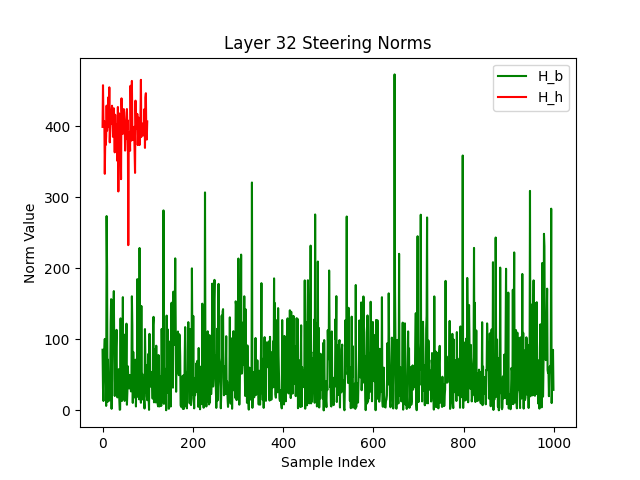 Layer 32 Steering Norms
H_b
H_h
Norm Value
400
300
200
100
0
0 200 400 600 800 1000
Sample Index